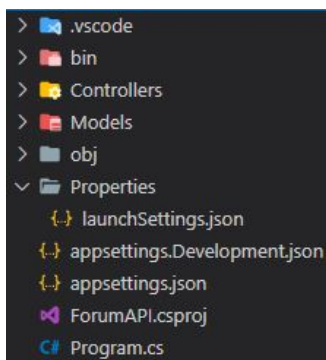 .vscode
bin
Controllers
Models
obj
Properties
{..} launchSettings.json
{..} appsettings.Development.json
{..} appsettings.json
ForumAPI.csproj
C# Program.cs